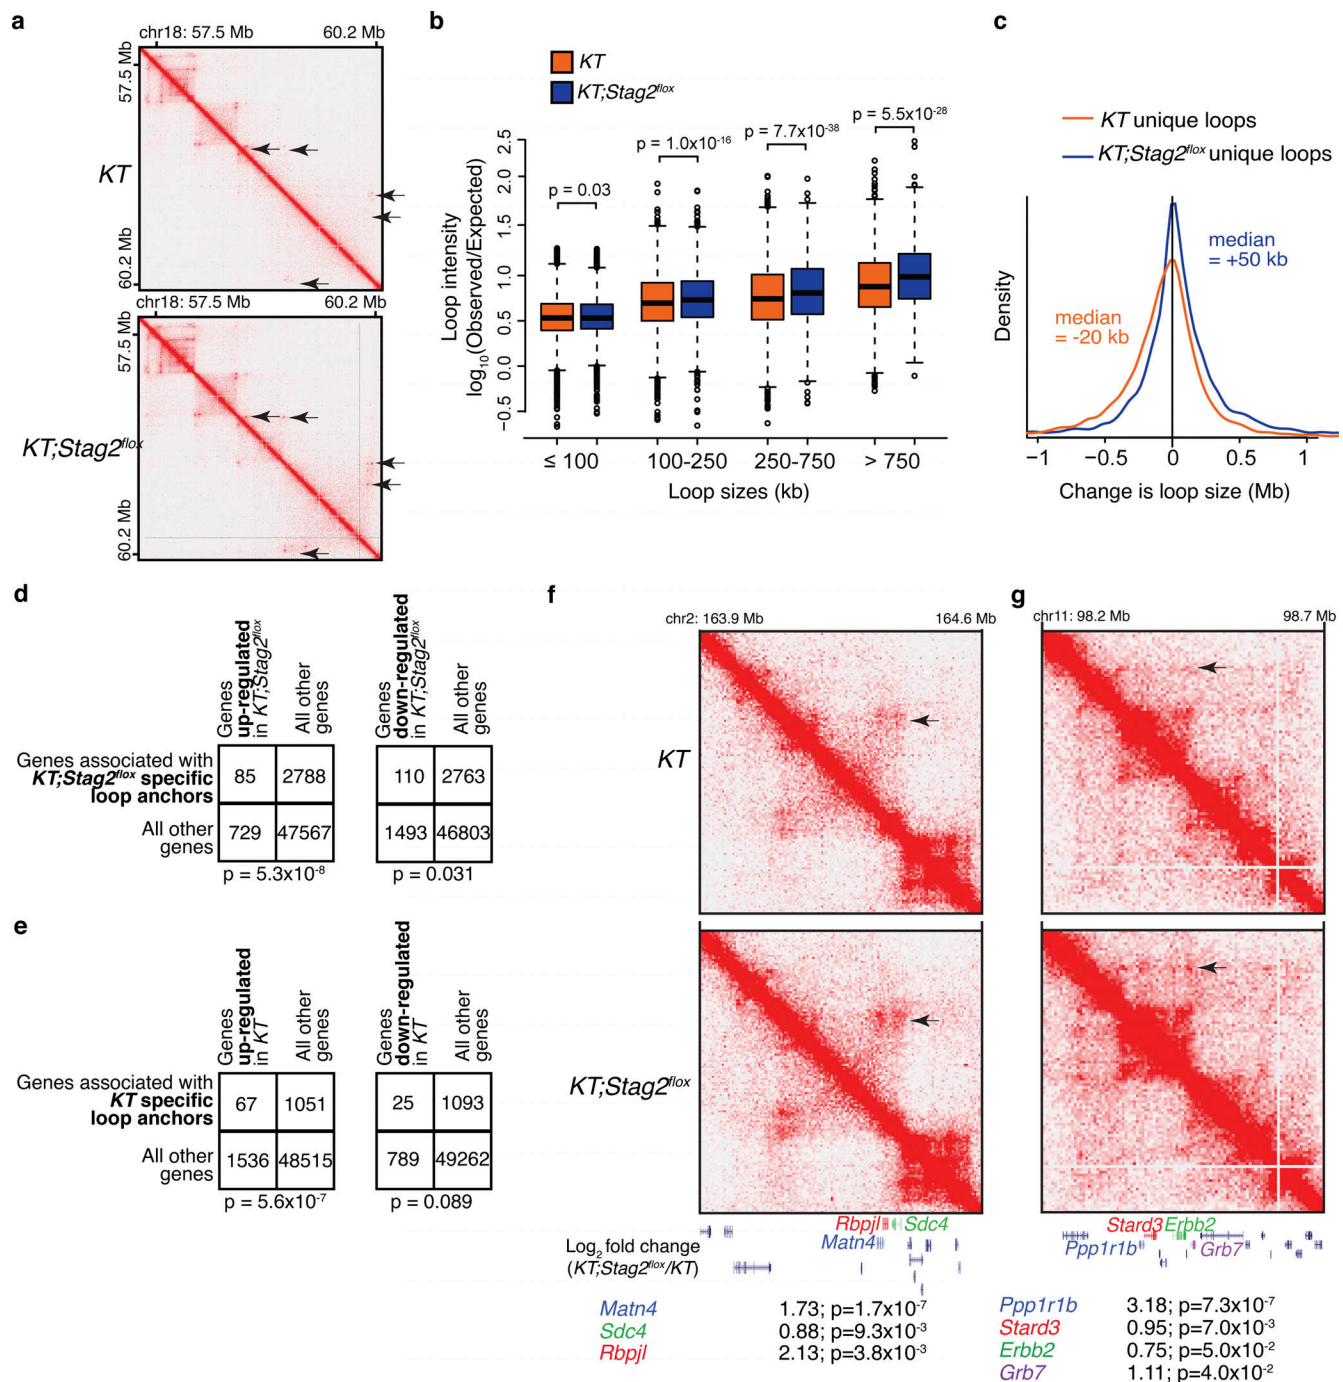 a
chr18: 57.5 Mb 60.2 Mb
57.5 Mb
60.2 Mb
KT
chr18: 57.5 Mb 60.2 Mb
57.5 Mb
60.2 Mb
KT;Stag2flox
b
KT
KT;Stag2flox
p = 0.03
p = 1.0x10-16
p = 7.7x10-38
p = 5.5x10-28
Loop intensity
log10(Observed/Expected)
2.5
2.0
1.5
1.0
0.5
0.0
−0.5
≤ 100 100-250 250-750 > 750
Loop sizes (kb)
c
KT unique loops
KT;Stag2flox unique loops
median
= +50 kb
median
= -20 kb
Density
−1 −0.5 0 0.5 1
Change is loop size (Mb)
d
Genes
up-regulated
in KT;Stag2flox
All other
genes
Genes
down-regulated
in KT;Stag2flox
All other
genes
Genes associated with
KT;Stag2flox specific
loop anchors
85 2788 110 2763
All other
genes
729 47567 1493 46803
p = 5.3x10-8 p = 0.031
e
Genes
up-regulated
in KT
All other
genes
Genes
down-regulated
in KT
All other
genes
Genes associated with
KT specific
loop anchors
67 1051 25 1093
All other
genes
1536 48515 789 49262
p = 5.6x10-7 p = 0.089
f
chr2: 163.9 Mb 164.6 Mb
KT
KT;Stag2flox
Rbpjl Sdc4
Matn4
Log2 fold change
(KT;Stag2flox/KT)
Matn4 1.73; p=1.7x10-7
Sdc4 0.88; p=9.3x10-3
Rbpjl 2.13; p=3.8x10-3
g
chr11: 98.2 Mb 98.7 Mb
Stard3 Erbb2
Ppp1r1b Grb7
Ppp1r1b 3.18; p=7.3x10-7
Stard3 0.95; p=7.0x10-3
Erbb2 0.75; p=5.0x10-2
Grb7 1.11; p=4.0x10-2